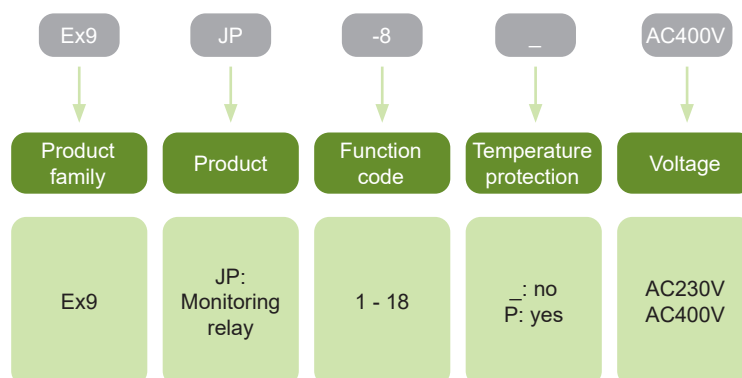 Ex9
JP
-8
_
AC400V
Product
family
Product
Function
code
Temperature
protection
Voltage
Ex9
JP:
Monitoring
relay
1 - 18
_: no
P: yes
AC230V
AC400V